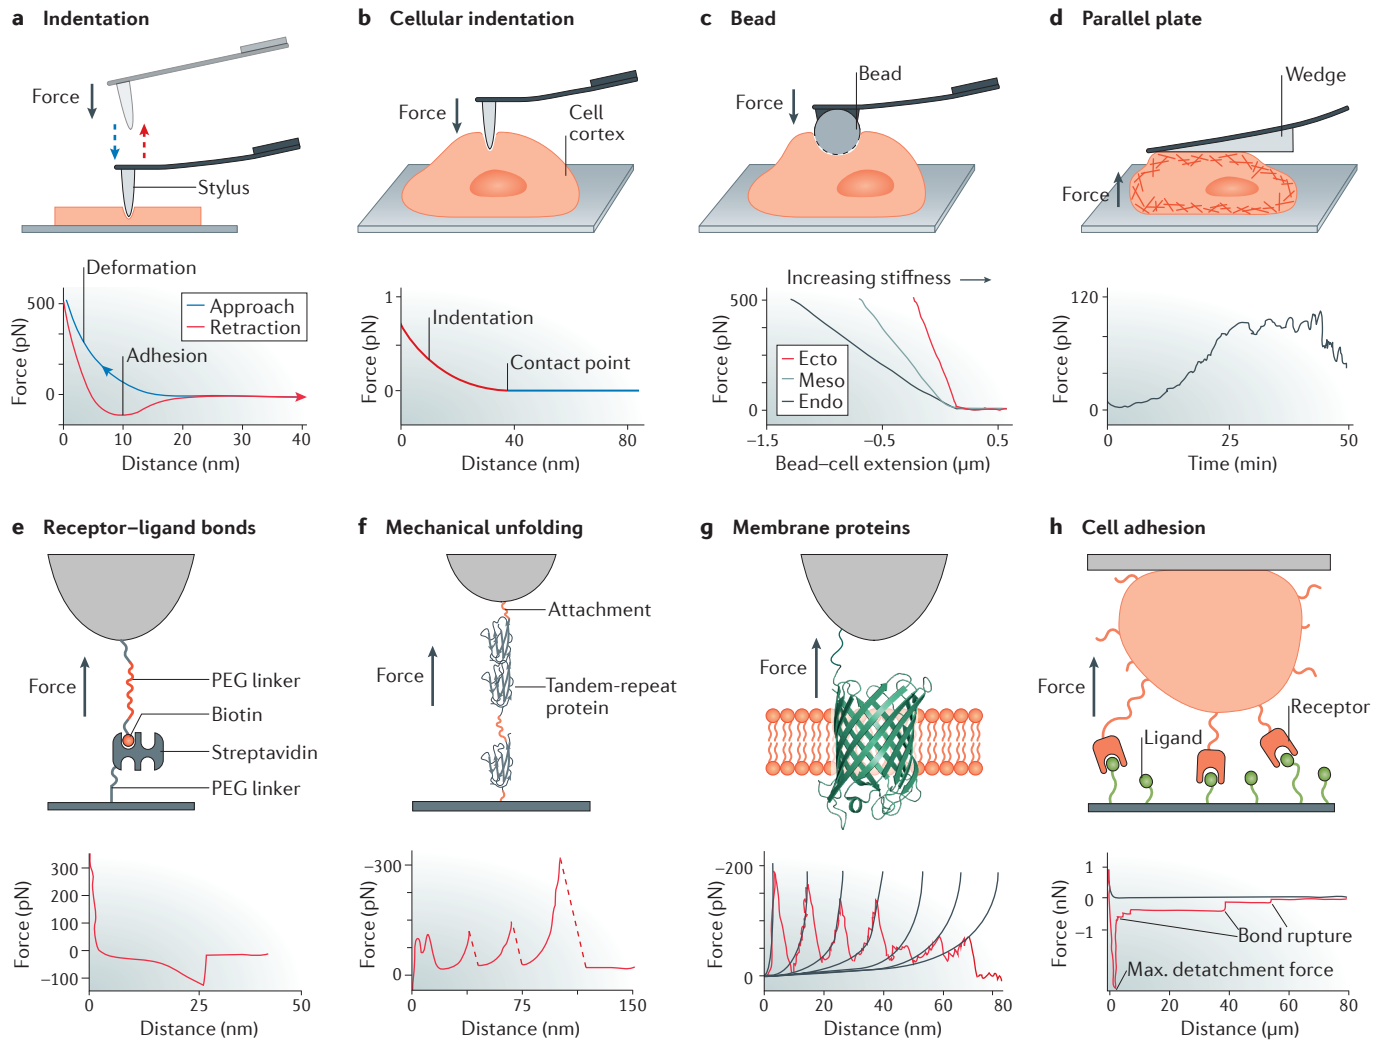 a Indentation
Force
Stylus
Deformation
500
0
Force (pN)
Approach
Retraction
Adhesion
0 10 20 30 40
Distance (nm)
b Cellular indentation
Force
Cell
cortex
1
0
Force (pN)
Indentation
Contact point
0 40 80
Distance (nm)
c Bead
Bead
Force
Increasing stiffness
500
0
Force (pN)
Ecto
Meso
Endo
−1.5 −0.5 0.5
Bead–cell extension (µm)
d Parallel plate
Wedge
Force
120
0
Force (pN)
0 25 50
Time (min)
e Receptor–ligand bonds
Force
PEG linker
Biotin
Streptavidin
PEG linker
300
200
100
0
−100
Force (pN)
0 25 50
Distance (nm)
f Mechanical unfolding
Attachment
Force
Tandem-repeat
protein
−300
0
Force (pN)
0 75 150
Distance (nm)
g Membrane proteins
Force
-200
0
Force (pN)
0 20 40 60 80
Distance (nm)
h Cell adhesion
Force
Receptor
Ligand
1
0
−1
Force (nN)
Bond rupture
Max. detatchment force
0 20 40 60 80
Distance (µm)